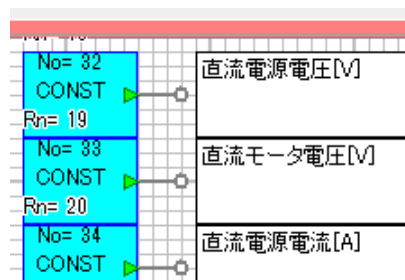 No= 32
CONST
Rn= 19
直流電源電圧[V]
No= 33
CONST
Rn= 20
直流モータ電圧[V]
No= 34
CONST
直流電源電流[A]